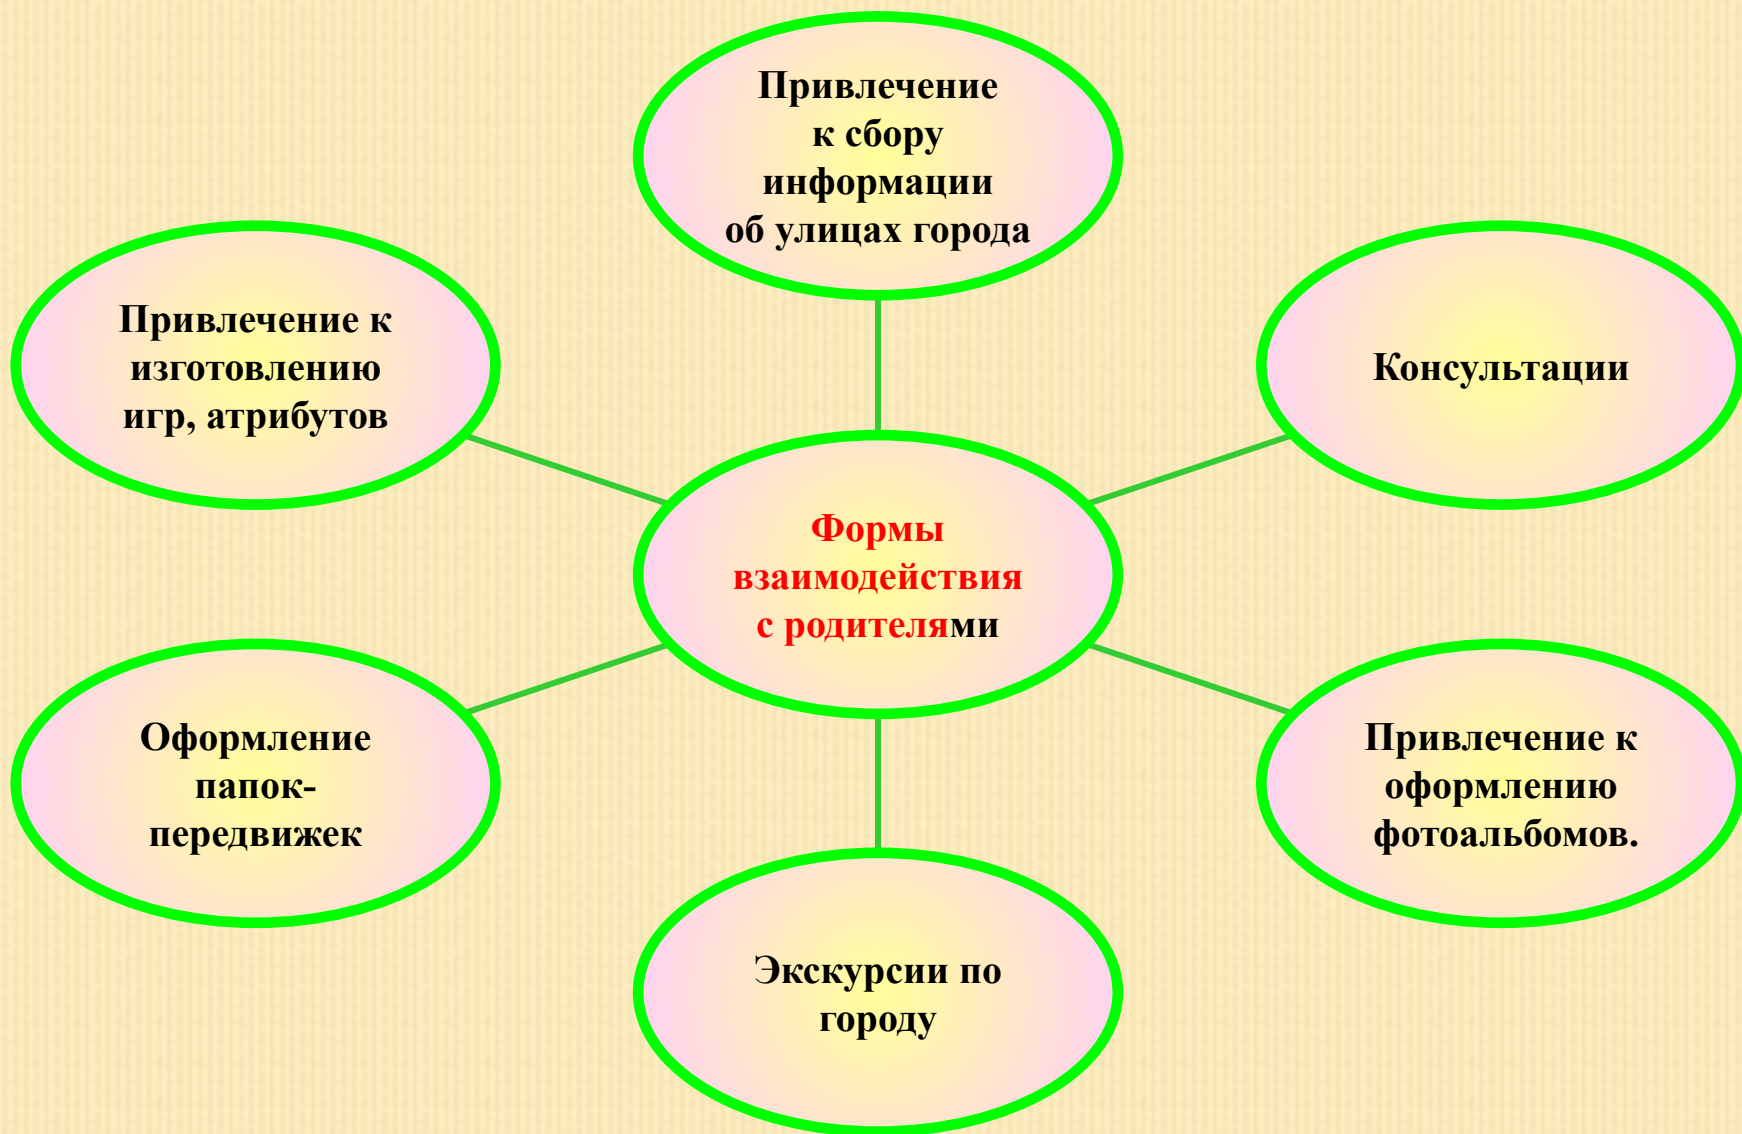 Привлечение
к сбору
информации
об улицах города
Привлечение к
изготовлению
игр, атрибутов
Консультации
Формы
взаимодействия
с родителями
Оформление
папок-
передвижек
Привлечение к
оформлению
фотоальбомов.
Экскурсии по
городу